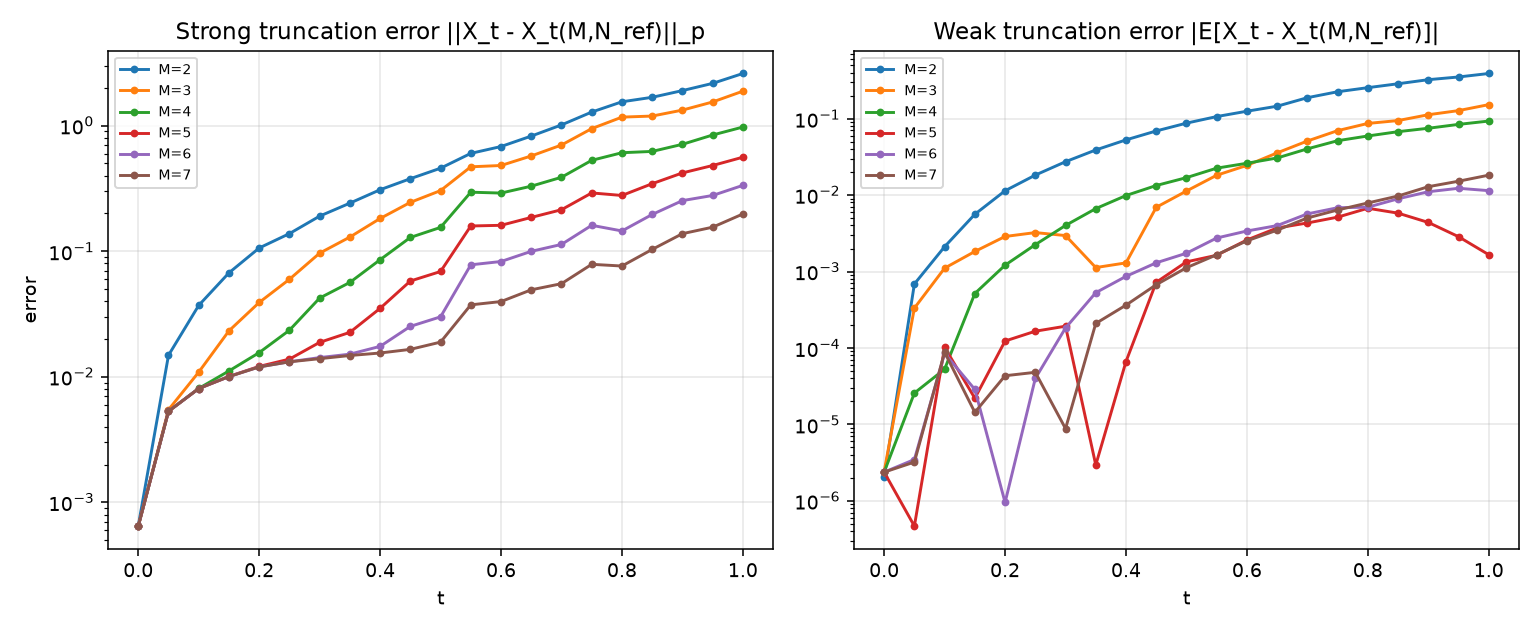 Strong truncation error ||X_t - X_t(M,N_ref)||_p
M=2
M=3
M=4
M=5
M=6
M=7
10^0
10^-1
10^-2
10^-3
error
0.0 0.2 0.4 0.6 0.8 1.0
t
Weak truncation error |E[X_t - X_t(M,N_ref)]|
M=2
M=3
M=4
M=5
M=6
M=7
10^-1
10^-2
10^-3
10^-4
10^-5
10^-6
0.0 0.2 0.4 0.6 0.8 1.0
t